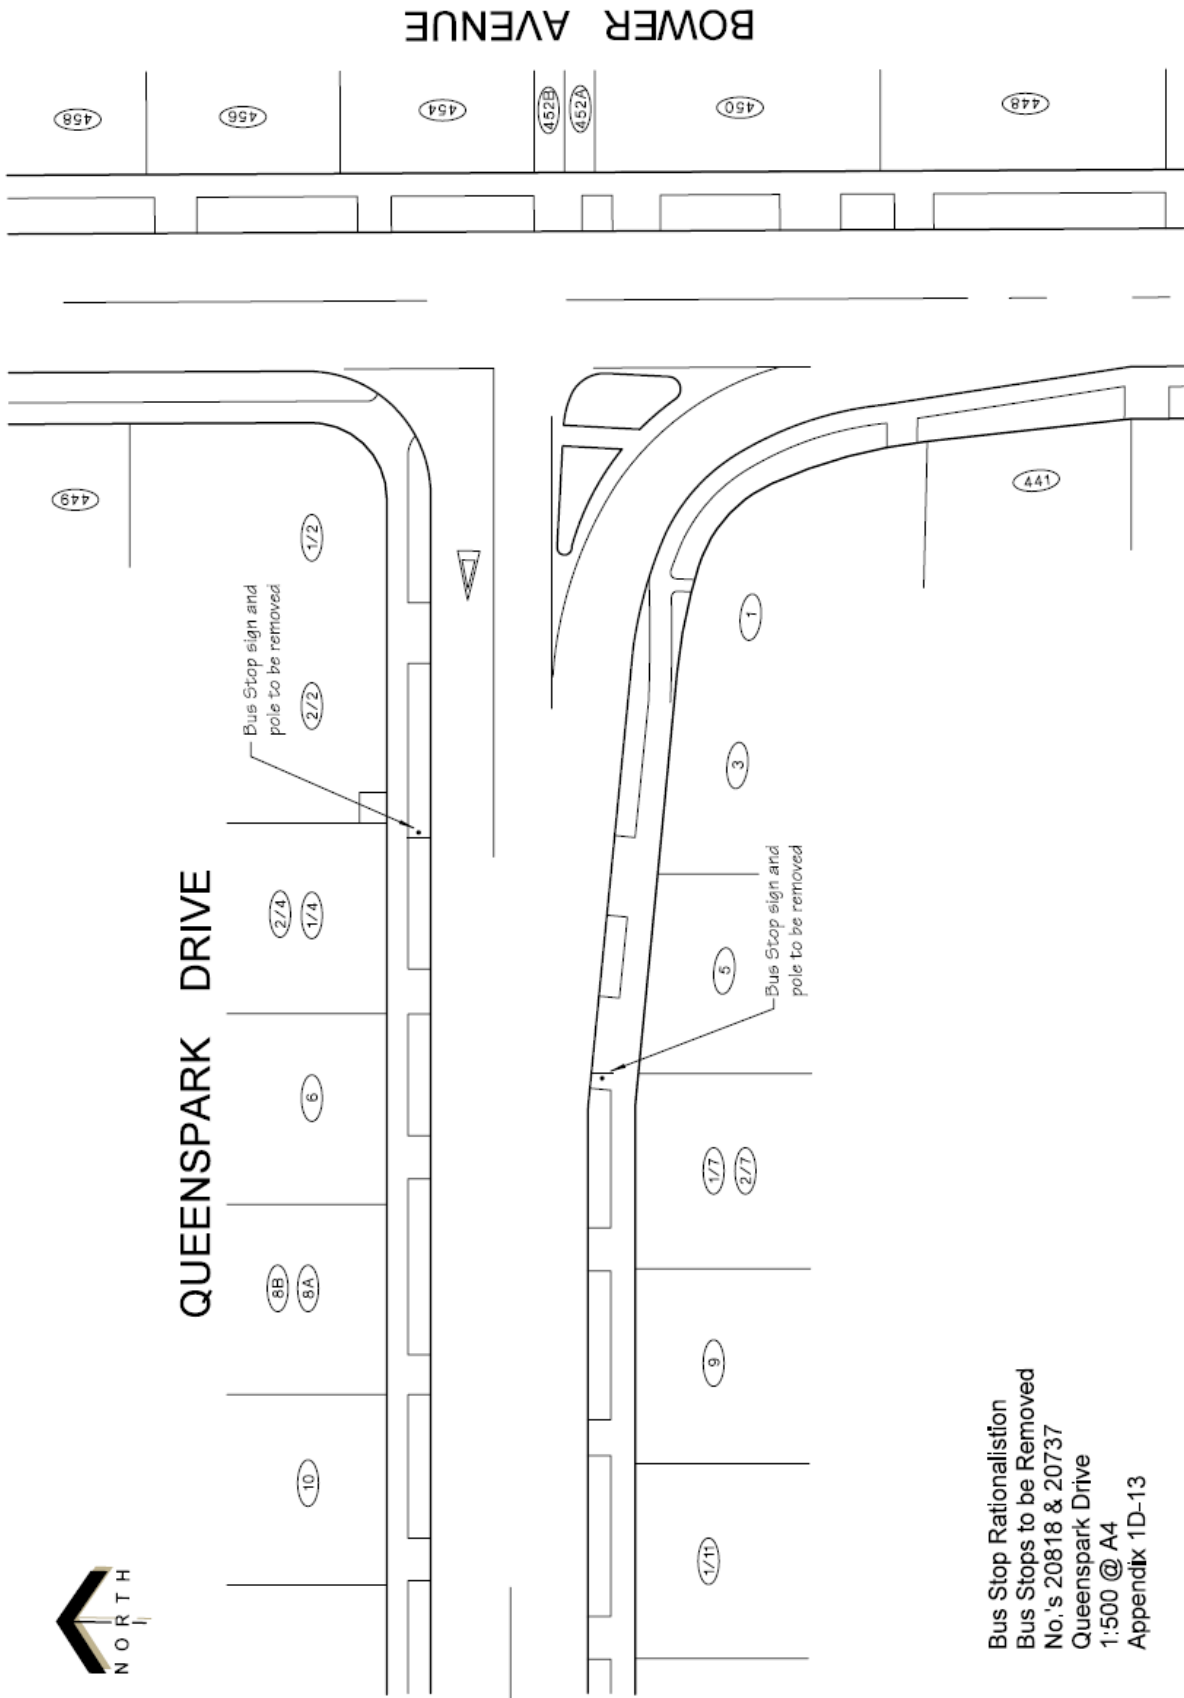 BOWER AVENUE
458
456
454
452B
452A
450
448
449
1/2
2/2
441
1
3
5
Bus Stop sign and
pole to be removed
QUEENSPARK DRIVE
2/4
1/4
6
8B
8A
10
Bus Stop sign and
pole to be removed
1/7
2/7
9
1/11
NORTH
Bus Stop Rationalistion
Bus Stops to be Removed
No.'s 20818 & 20737
Queenspark Drive
1:500 @ A4
Appendix 1D-13